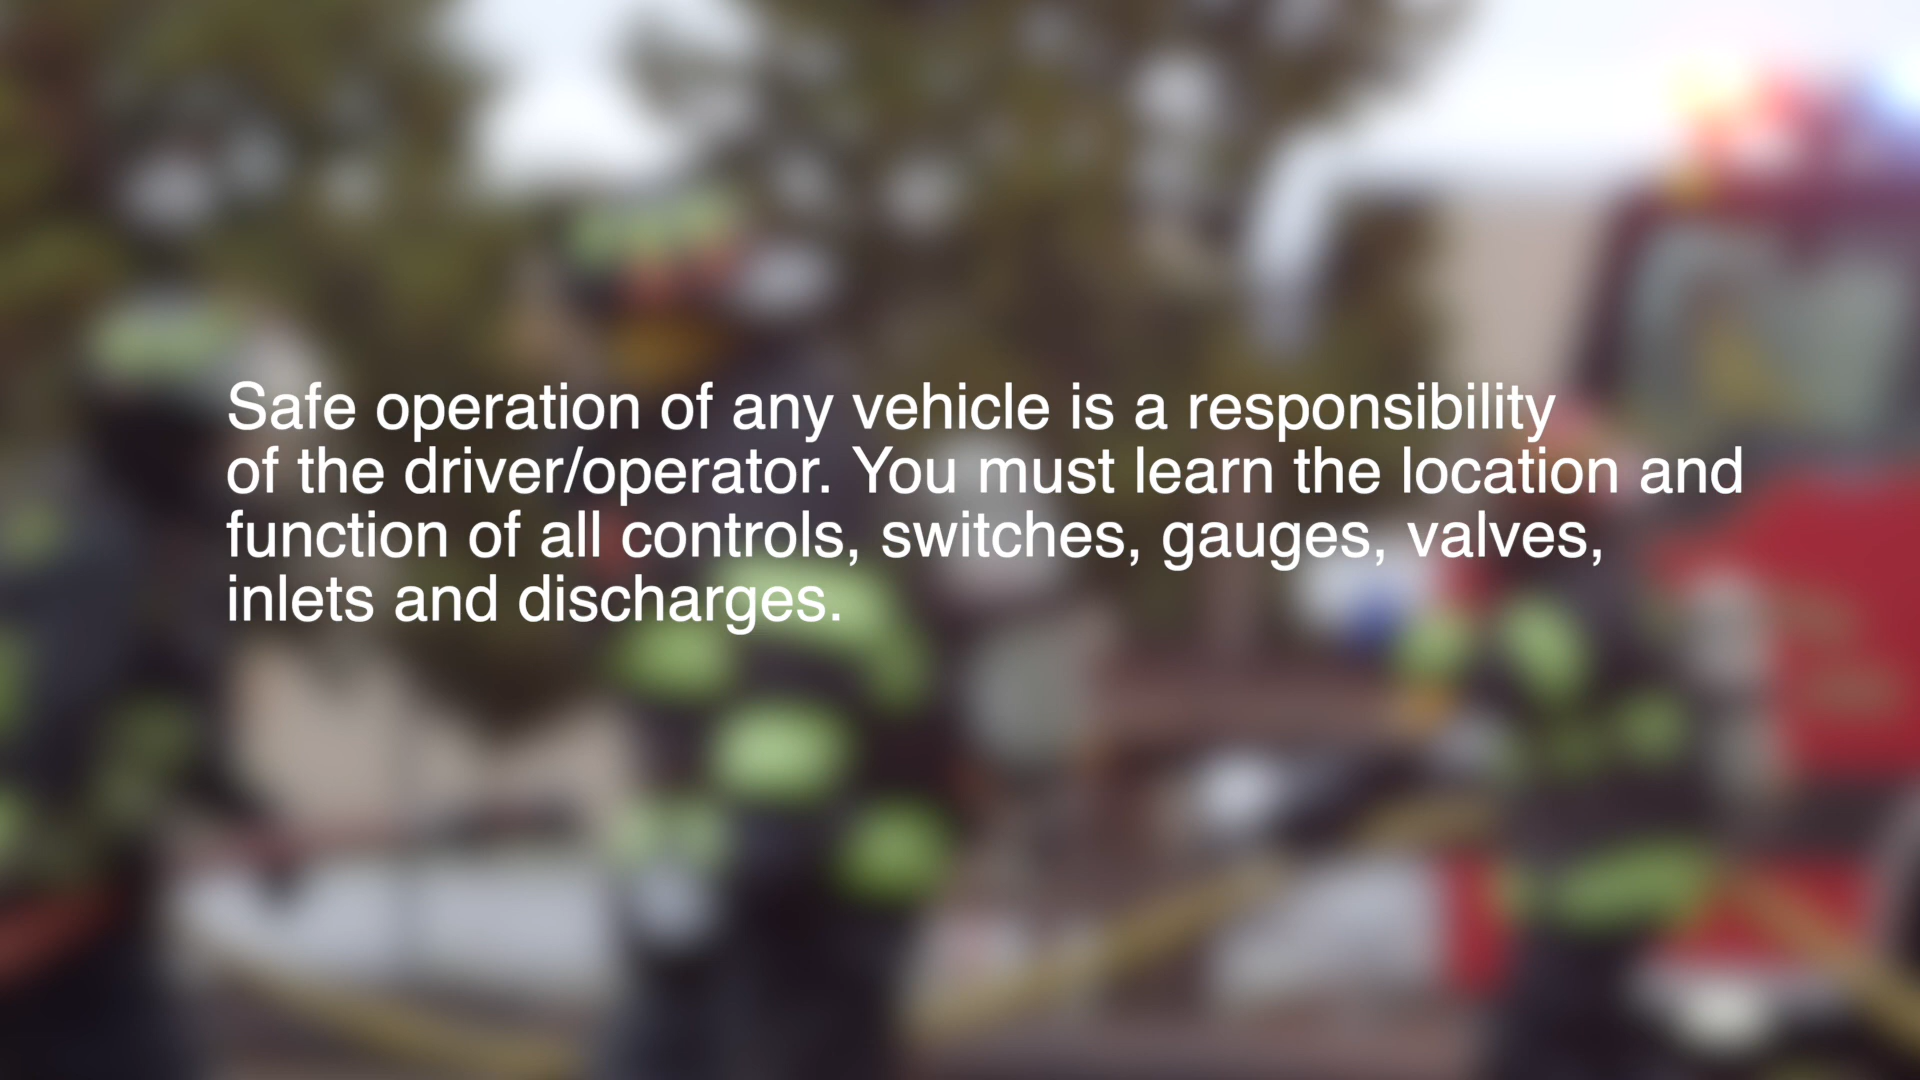 Safe operation of any vehicle is a responsibility
of the driver/operator. You must learn the location and
function of all controls, switches, gauges, valves,
inlets and discharges.